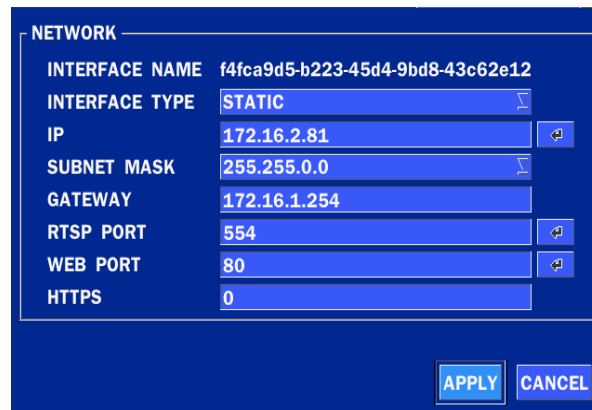 NETWORK
INTERFACE NAME f4fca9d5-b223-45d4-9bd8-43c62e12
INTERFACE TYPE STATIC
IP 172.16.2.81
SUBNET MASK 255.255.0.0
GATEWAY 172.16.1.254
RTSP PORT 554
WEB PORT 80
HTTPS 0
APPLY CANCEL